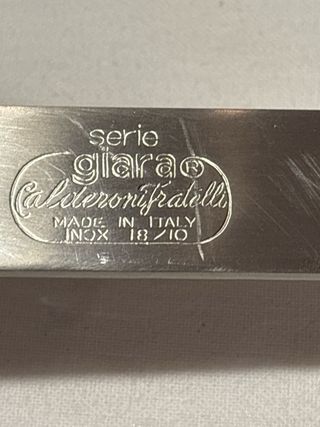 serie
giara®
Calderoni fratelli
MADE IN ITALY
INOX 18/10